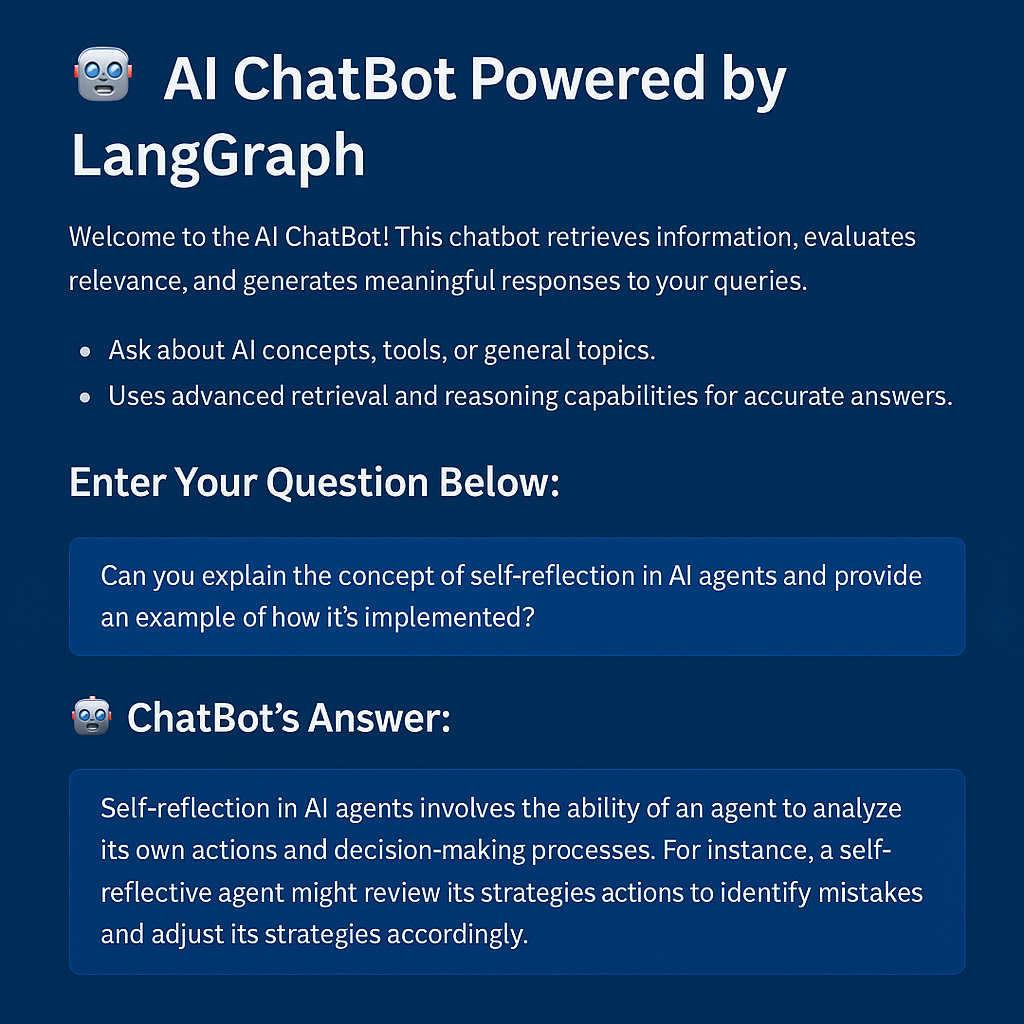 🤖 AI ChatBot Powered by
LangGraph
Welcome to the AI ChatBot! This chatbot retrieves information, evaluates
relevance, and generates meaningful responses to your queries.
• Ask about AI concepts, tools, or general topics.
• Uses advanced retrieval and reasoning capabilities for accurate answers.
Enter Your Question Below:
Can you explain the concept of self-reflection in AI agents and provide
an example of how it’s implemented?
🤖 ChatBot’s Answer:
Self-reflection in AI agents involves the ability of an agent to analyze
its own actions and decision-making processes. For instance, a self-
reflective agent might review its strategies actions to identify mistakes
and adjust its strategies accordingly.